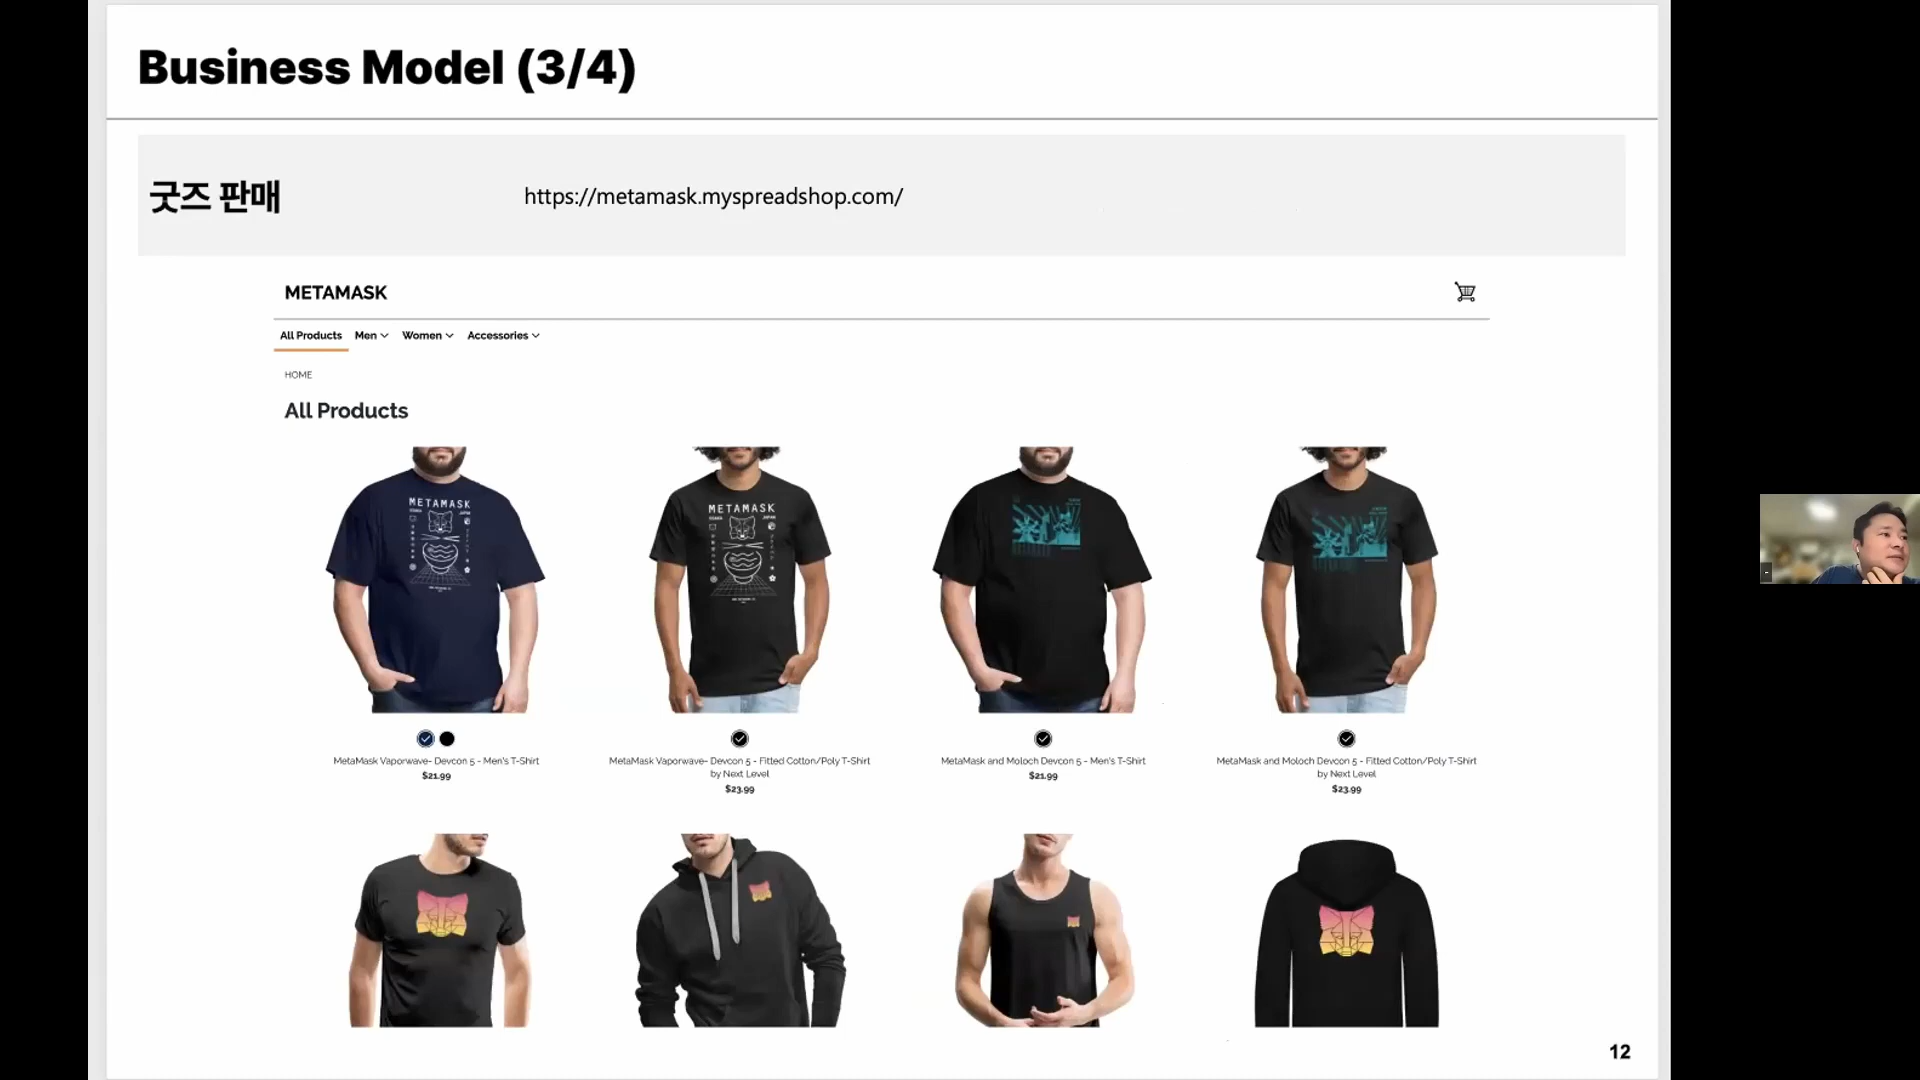 Business Model (3/4)
굿즈 판매
https://metamask.myspreadshop.com/
METAMASK
All Products Men Women Accessories
HOME
All Products
METAMASK
METAMASK
MetaMask Vaporwave- Devcon 5 - Men's T-Shirt
$21.99
MetaMask Vaporwave- Devcon 5 - Fitted Cotton/Poly T-Shirt
by Next Level
$23.99
MetaMask and Moloch Devcon 5 - Men's T-Shirt
$21.99
MetaMask and Moloch Devcon 5 - Fitted Cotton/Poly T-Shirt
by Next Level
$23.99
12